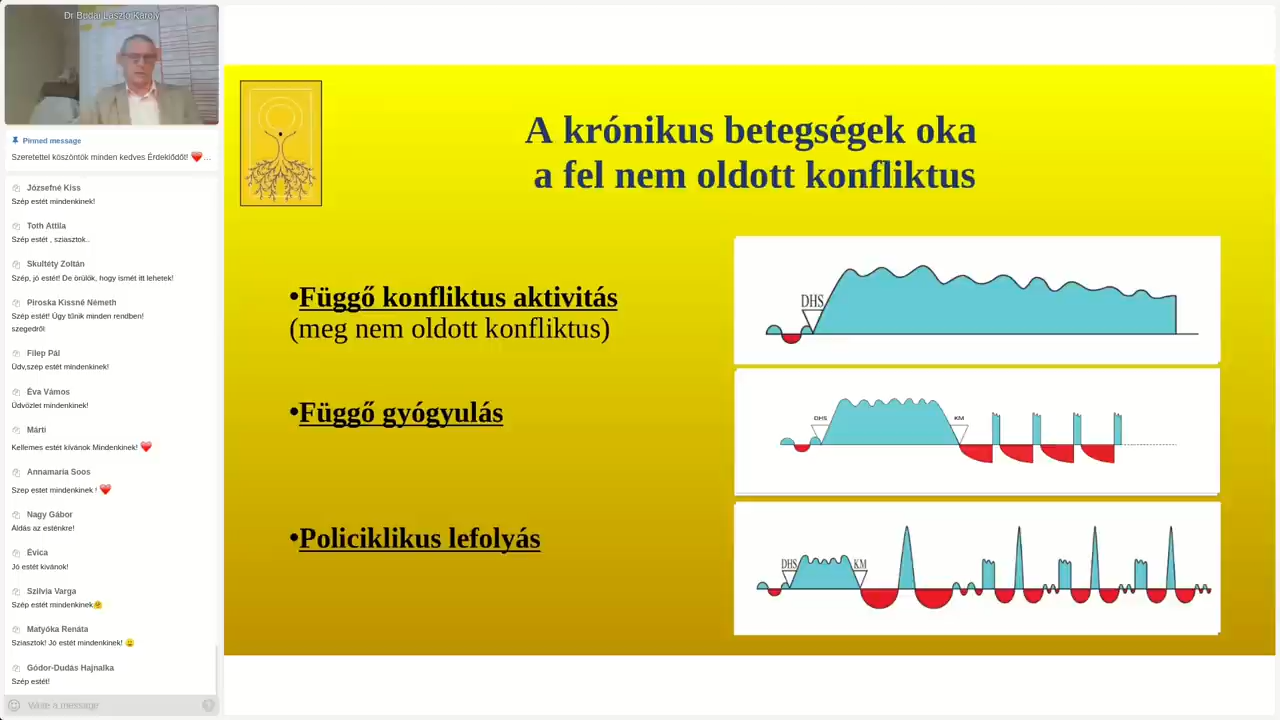 Dr Budai László Károly
Pinned message
Szeretettel köszöntök minden kedves Érdeklődőt! ❤️...
Józsefné Kiss
Szép estét mindenkinek!
Toth Attila
Szép estét , sziasztok..
Skultéty Zoltán
Szép, jó estét! De örülök, hogy ismét itt lehetek!
Piroska Kissné Németh
Szép estét! Úgy tűnik minden rendben!
szegedről
Filep Pál
Üdv,szép estét mindenkinek!
Éva Vámos
Üdvözlet mindenkinek!
Márti
Kellemes estét kívánok Mindenkinek! ❤️
Annamaria Soos
Szep estet mindenkinek ! ❤️
Nagy Gábor
Áldás az esténkre!
Évica
Jó estét kívánok!
Szilvia Varga
Szép estét mindenkinek🤗
Matyóka Renáta
Sziasztok! Jó estét mindenkinek! 🙂
Gódor-Dudás Hajnalka
Szép estét!
Write a message
A krónikus betegségek oka
a fel nem oldott konfliktus
•Függő konfliktus aktivitás
(meg nem oldott konfliktus)
•Függő gyógyulás
•Policiklikus lefolyás
DHS
DHS
KM
DHS
KM